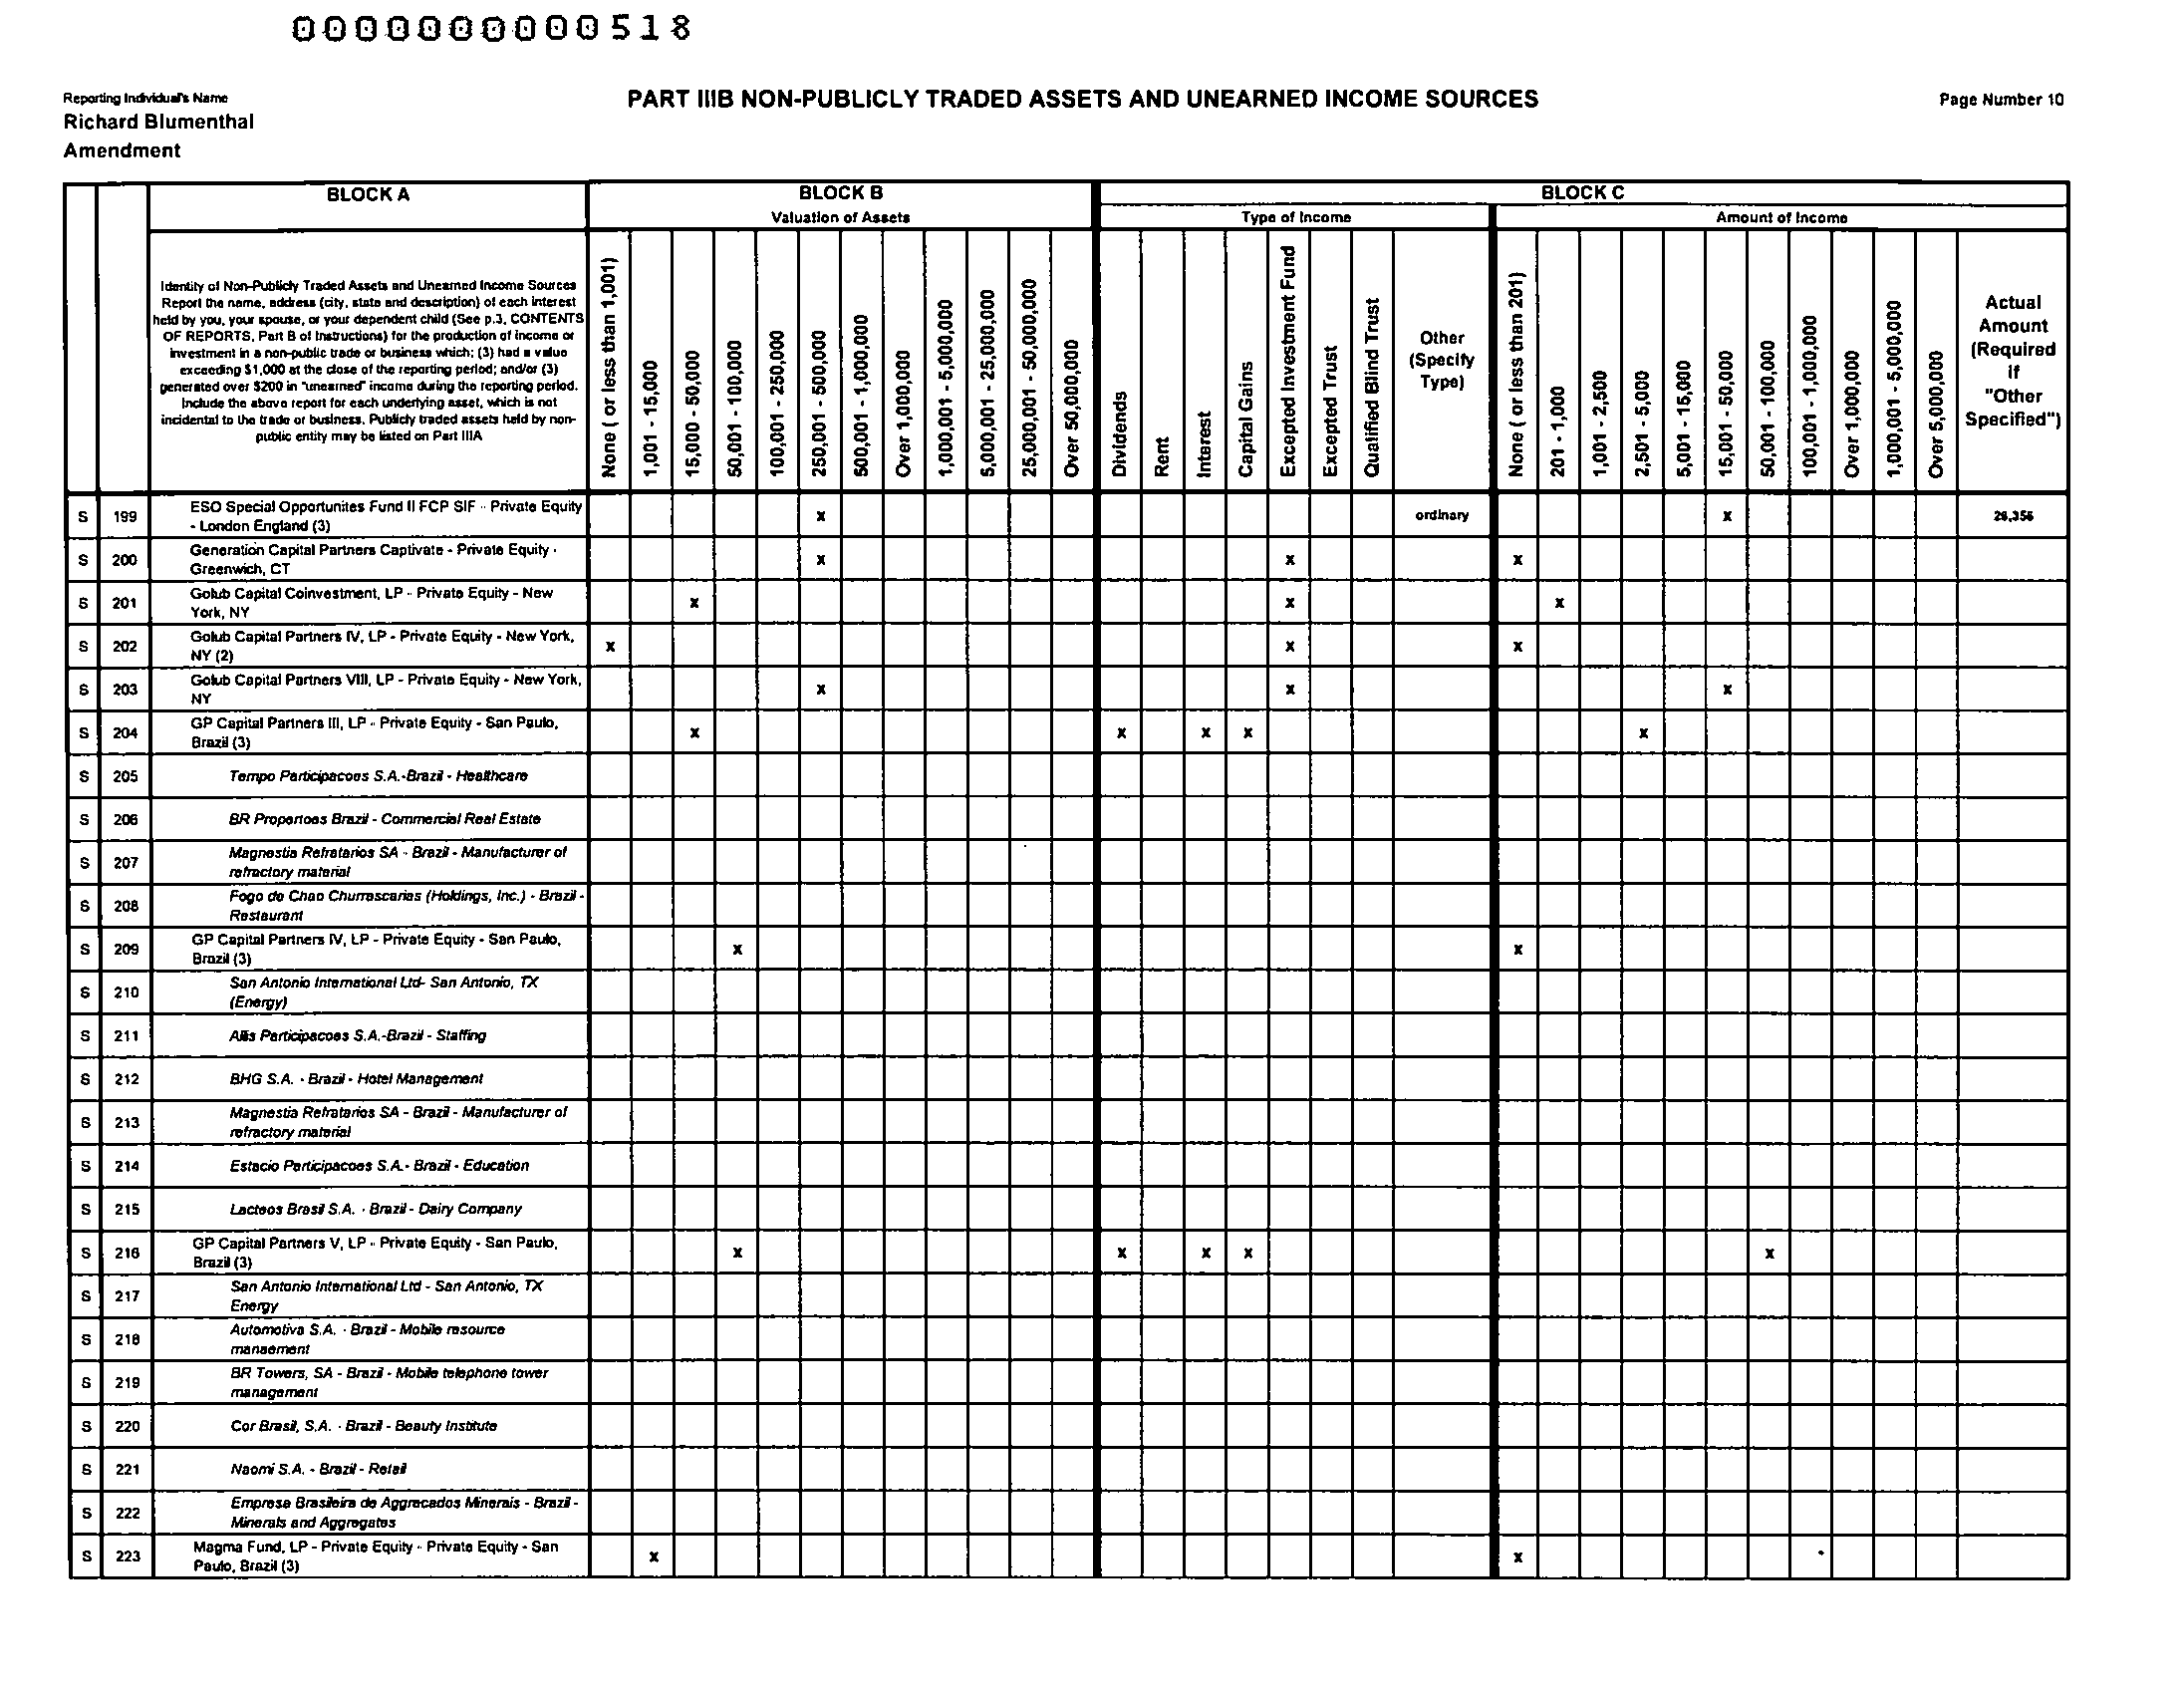 000000000518
Reporting Individual's Name
Richard Blumenthal
Amendment
PART IIIB NON-PUBLICLY TRADED ASSETS AND UNEARNED INCOME SOURCES
Page Number 10
BLOCK A
BLOCK B
BLOCK C
Valuation of Assets
Type of Income
Amount of Income
Identity of Non-Publicly Traded Assets and Unearned Income Sources
Report the name, address (city, state and description) of each interest
held by you, your spouse, or your dependent child (See p.3, CONTENTS
OF REPORTS, Part B of Instructions) for the production of income or
investment in a non-public trade or business which; (3) had a value
exceeding $1,000 at the close of the reporting period; and/or (3)
generated over $200 in "unearned" income during the reporting period.
Include the above report for each underlying asset, which is not
incidental to the trade or business. Publicly traded assets held by non-
public entity may be listed on Part IIIA
None ( or less than 1,001)
1,001 - 15,000
15,000 - 50,000
50,001 - 100,000
100,001 - 250,000
250,001 - 500,000
500,001 - 1,000,000
Over 1,000,000
1,000,001 - 5,000,000
5,000,001 - 25,000,000
25,000,001 - 50,000,000
Over 50,000,000
Dividends
Rent
Interest
Capital Gains
Excepted Investment Fund
Excepted Trust
Qualified Blind Trust
Other
(Specify
Type)
None ( or less than 201)
201 - 1,000
1,001 - 2,500
2,501 - 5,000
5,001 - 15,000
15,001 - 50,000
50,001 - 100,000
100,001 - 1,000,000
Over 1,000,000
1,000,001 - 5,000,000
Over 5,000,000
Actual
Amount
(Required
if
"Other
Specified")
S 199 ESO Special Opportunites Fund II FCP SIF - Private Equity
- London England (3) x ordinary x 26,356
S 200 Generation Capital Partners Captivate - Private Equity -
Greenwich, CT x x x
S 201 Golub Capital Coinvestment, LP - Private Equity - New
York, NY x x x
S 202 Golub Capital Partners IV, LP - Private Equity - New York,
NY (2) x x x
S 203 Golub Capital Partners VIII, LP - Private Equity - New York,
NY x x x
S 204 GP Capital Partners III, LP - Private Equity - San Paulo,
Brazil (3) x x x x x
S 205 Tempo Participacoes S.A.-Brazil - Healthcare
S 206 BR Propertoes Brazil - Commercial Real Estate
S 207 Magnestia Refratarios SA - Brazil - Manufacturer of
refractory material
S 208 Fogo do Chao Churrascarias (Holdings, Inc.) - Brazil -
Restaurant
S 209 GP Capital Partners IV, LP - Private Equity - San Paulo,
Brazil (3) x x
S 210 San Antonio International Ltd- San Antonio, TX
(Energy)
S 211 Allis Participacoes S.A.-Brazil - Staffing
S 212 BHG S.A. - Brazil - Hotel Management
S 213 Magnestia Refratarios SA - Brazil - Manufacturer of
refractory material
S 214 Estacio Participacoes S.A.- Brazil - Education
S 215 Lacteos Brasil S.A. - Brazil - Dairy Company
S 216 GP Capital Partners V, LP - Private Equity - San Paulo,
Brazil (3) x x x x x
S 217 San Antonio International Ltd - San Antonio, TX
Energy
S 218 Automotiva S.A. - Brazil - Mobile resource
manaement
S 219 BR Towers, SA - Brazil - Mobile telephone tower
management
S 220 Cor Brasil, S.A. - Brazil - Beauty Institute
S 221 Naomi S.A. - Brazil - Retail
S 222 Empresa Brasileira de Aggracados Minerais - Brazil -
Minerals and Aggregates
S 223 Magma Fund, LP - Private Equity - Private Equity - San
Paulo, Brazil (3) x x